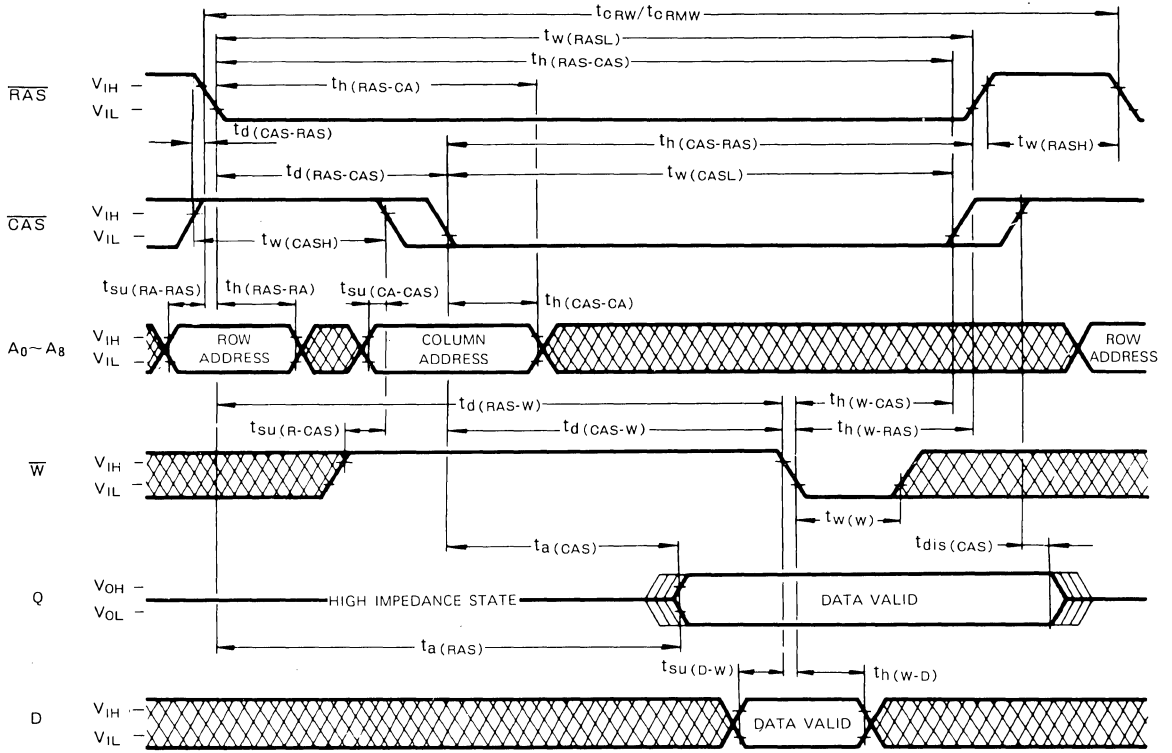 tCRW/tCRMW
tw(RASL)
th(RAS-CAS)
th(RAS-CA)
RAS
VIH
VIL
td(CAS-RAS)
th(CAS-RAS)
tw(RASH)
td(RAS-CAS)
tw(CASL)
CAS
VIH
VIL
tw(CASH)
tsu(RA-RAS)
th(RAS-RA)
tsu(CA-CAS)
th(CAS-CA)
A0~A8
VIH
VIL
ROW ADDRESS
COLUMN ADDRESS
ROW ADDRESS
td(RAS-W)
th(W-CAS)
tsu(R-CAS)
td(CAS-W)
th(W-RAS)
W
VIH
VIL
tw(W)
ta(CAS)
tdis(CAS)
Q
VOH
VOL
HIGH IMPEDANCE STATE
DATA VALID
ta(RAS)
tsu(D-W)
th(W-D)
D
VIH
VIL
DATA VALID